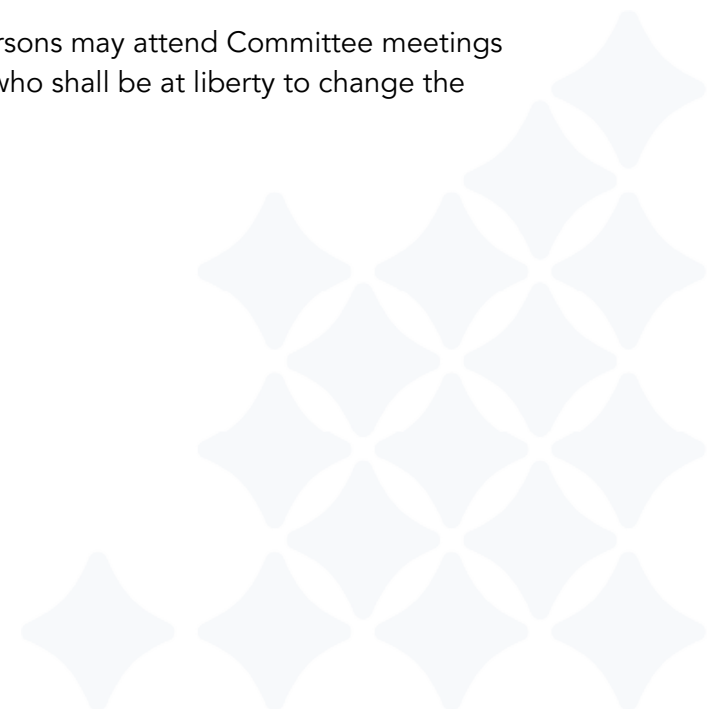 rsons may attend Committee meetings
who shall be at liberty to change the